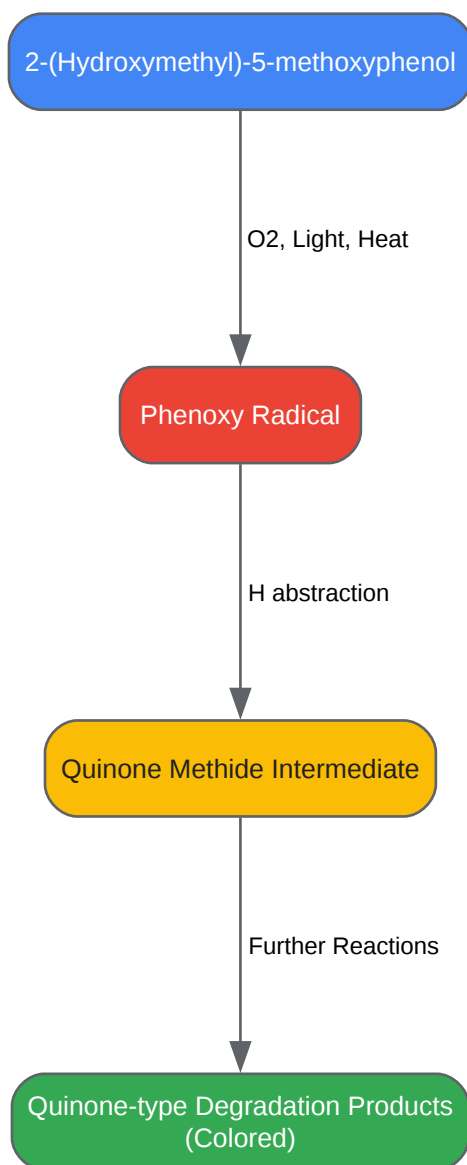 2-(Hydroxymethyl)-5-methoxyphenol
O2, Light, Heat
Phenoxy Radical
H abstraction
Quinone Methide Intermediate
Further Reactions
Quinone-type Degradation Products
(Colored)